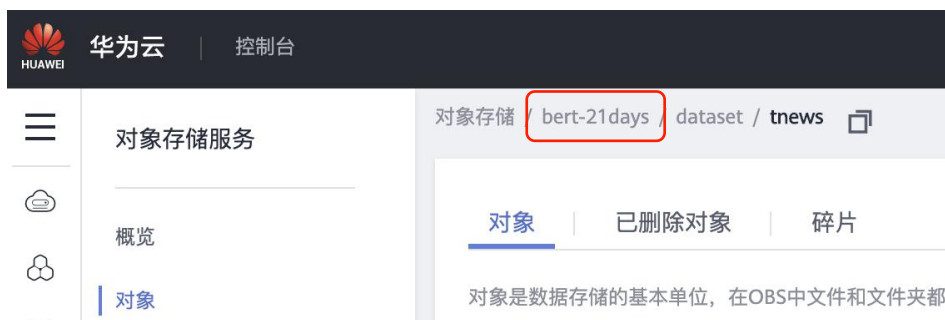 HUAWEI 华为云 | 控制台
对象存储 / bert-21days / dataset / tnews
对象存储服务
对象 | 已删除对象 | 碎片
概览
对象
对象是数据存储的基本单位，在OBS中文件和文件夹都